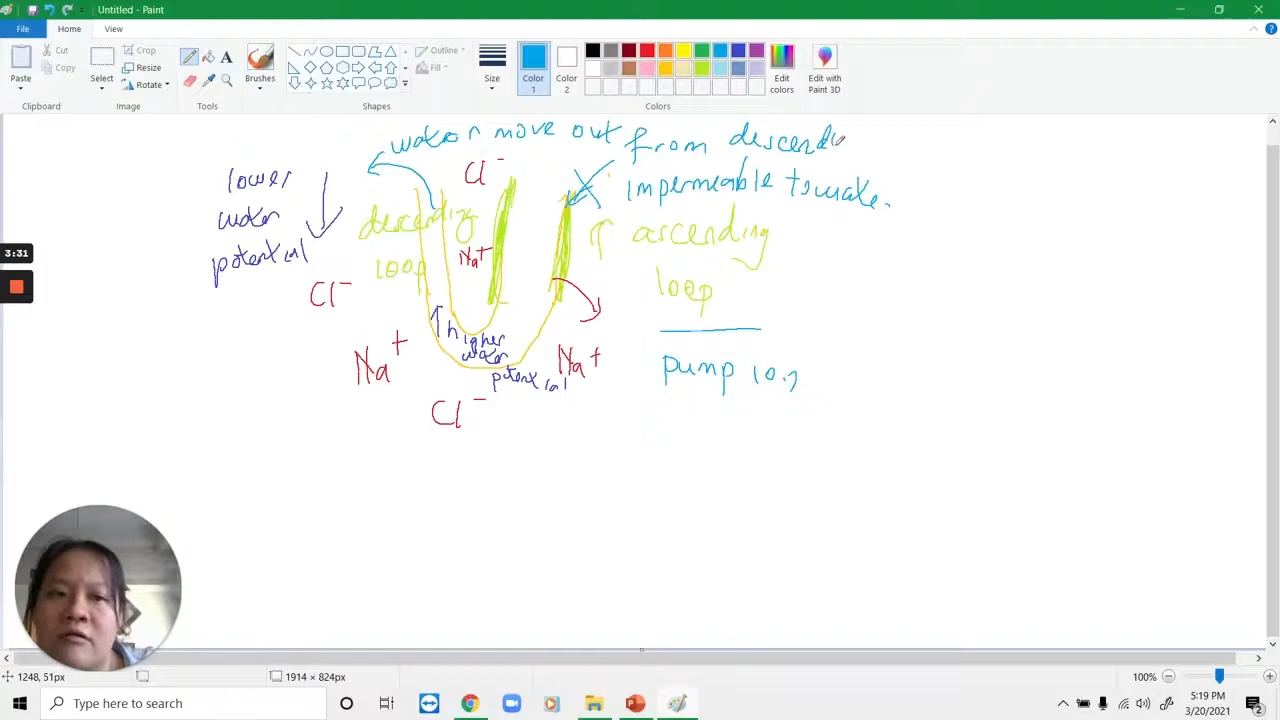 Untitled - Paint
File
Home
View
Paste
Cut
Copy
Clipboard
Select
Crop
Resize
Rotate
Image
Tools
Brushes
Shapes
Outline
Fill
Size
Color 1
Color 2
Colors
Edit colors
Edit with Paint 3D
water move out from descendi
Cl⁻
lower
water
potential
impermeable to wate.
descending
loop
Na⁺
ascending
loop
3:31
Cl⁻
higher
water
potential
Na⁺
Na⁺
pump
Cl⁻
1248, 51px
1914 × 824px
100%
Type here to search
5:19 PM
3/20/2021
2